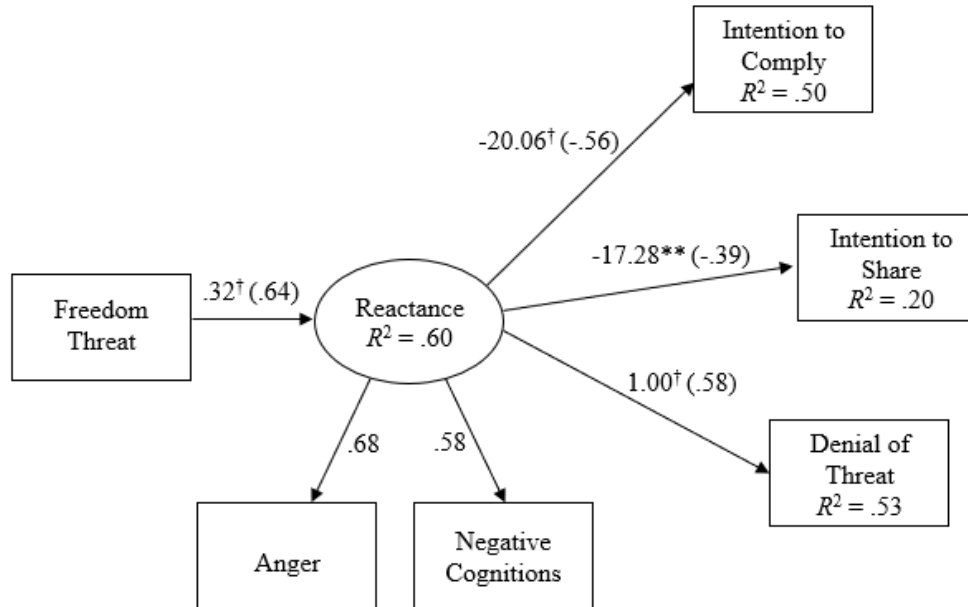 Intention to
Comply
R² = .50
-20.06† (-.56)
-17.28** (-.39)
Intention to
Share
R² = .20
.32† (.64)
Freedom
Threat
Reactance
R² = .60
1.00† (.58)
.68
.58
Denial of
Threat
R² = .53
Anger
Negative
Cognitions